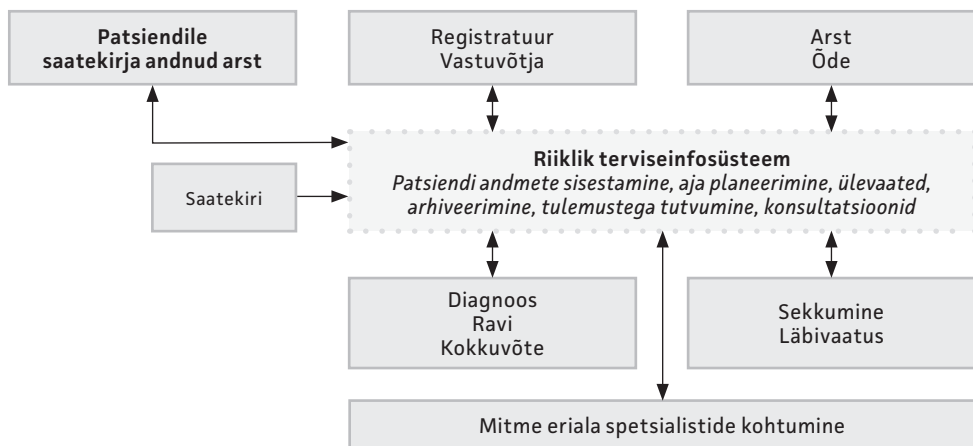 Patsiendile
saatekirja andnud arst
Registratuur
Vastuvõtja
Arst
Õde
Riiklik terviseinfosüsteem
Patsiendi andmete sisestamine, aja planeerimine, ülevaated,
arhiveerimine, tulemustega tutvumine, konsultatsioonid
Saatekiri
Diagnoos
Ravi
Kokkuvõte
Sekkumine
Läbivaatus
Mitme eriala spetsialistide kohtumine